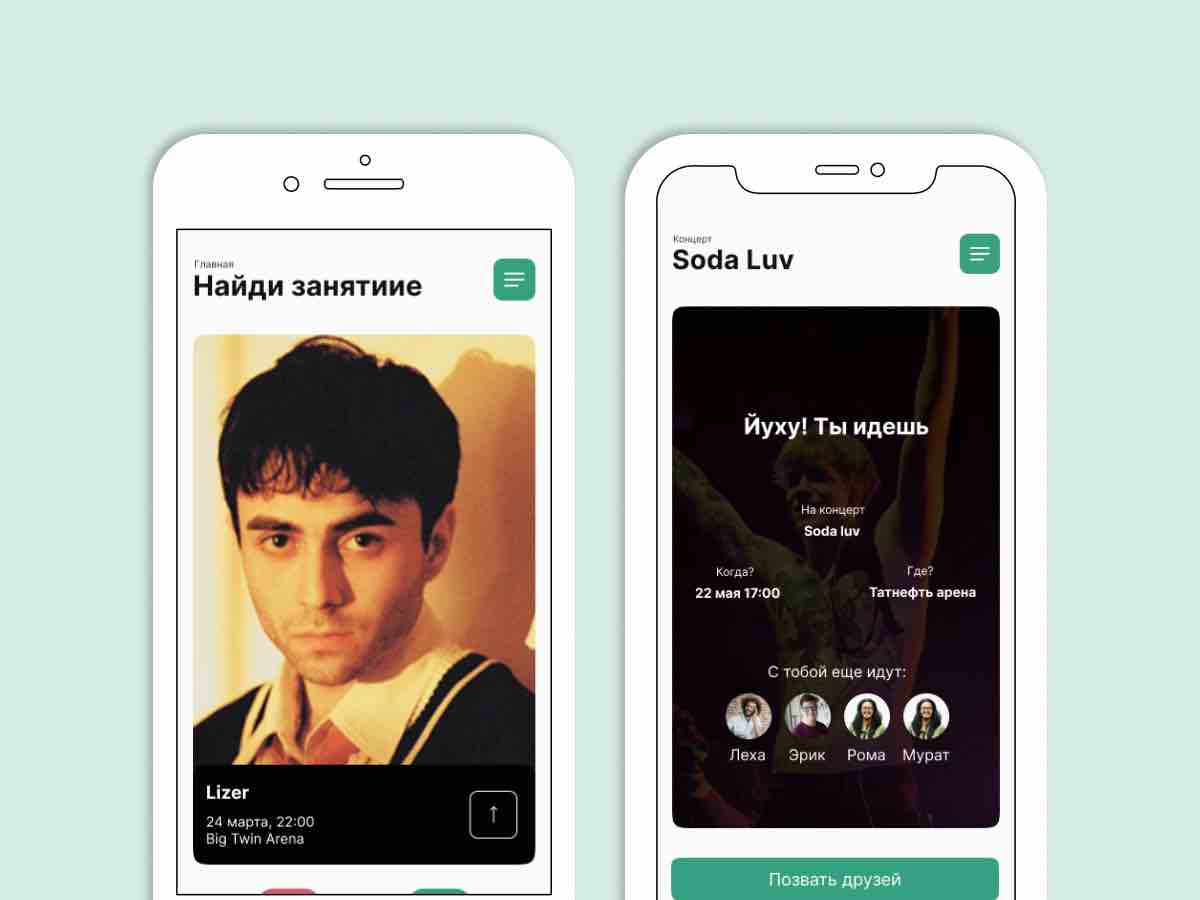 Главная
Найди занятиие
Lizer
24 марта, 22:00
Big Twin Arena
Концерт
Soda Luv
Йуху! Ты идешь
На концерт
Soda luv
Когда?
22 мая 17:00
Где?
Татнефть арена
С тобой еще идут:
Леха Эрик Рома Мурат
Позвать друзей